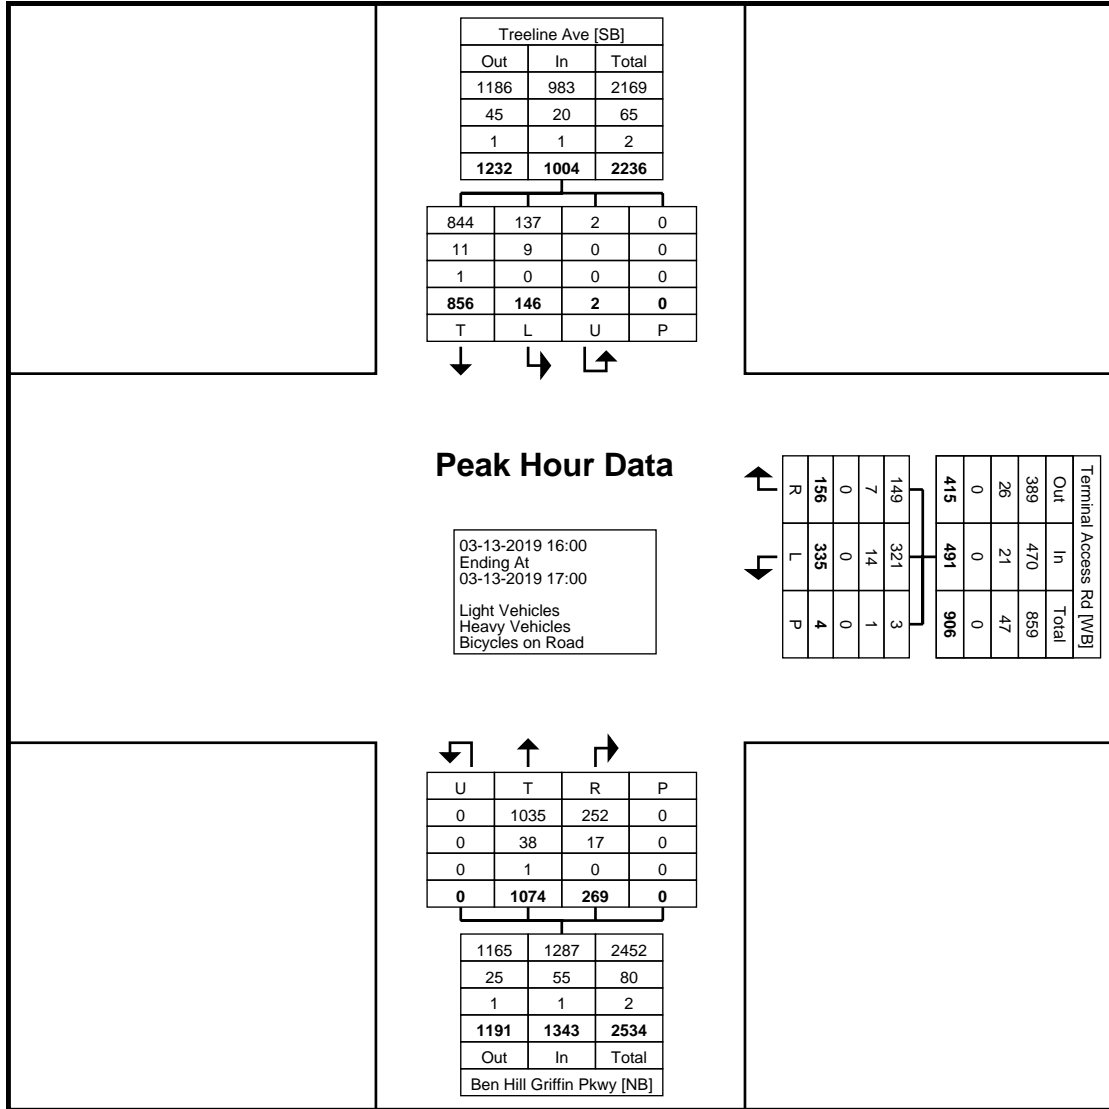 Treeline Ave [SB]
Out In Total
1186 983 2169
45 20 65
1 1 2
1232 1004 2236
844 137 2 0
11 9 0 0
1 0 0 0
856 146 2 0
T L U P
Peak Hour Data
03-13-2019 16:00
Ending At
03-13-2019 17:00
Light Vehicles
Heavy Vehicles
Bicycles on Road
Terminal Access Rd [WB]
Out In Total
389 470 859
26 21 47
0 0 0
415 491 906
149 321 3
7 14 1
0 0 0
156 335 4
R L P
U T R P
0 1035 252 0
0 38 17 0
0 1 0 0
0 1074 269 0
1165 1287 2452
25 55 80
1 1 2
1191 1343 2534
Out In Total
Ben Hill Griffin Pkwy [NB]